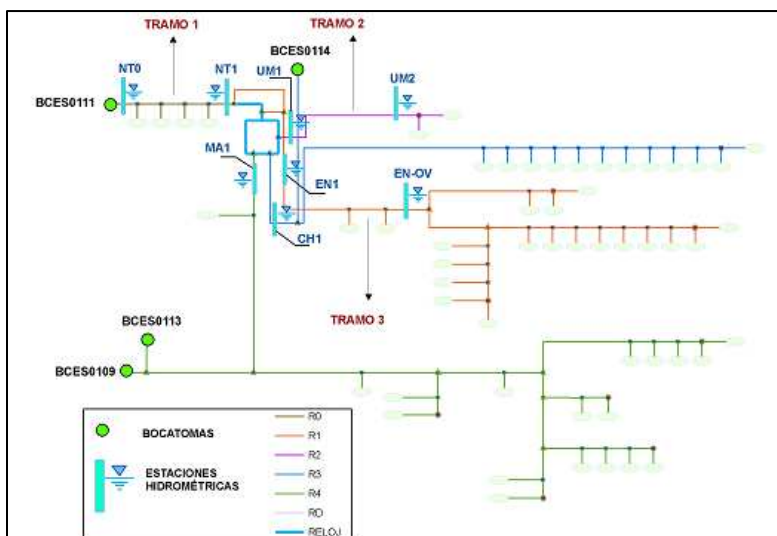 TRAMO 1
TRAMO 2
BCES0114
NT0
NT1
UM1
UM2
BCES0111
MA1
EN1
EN-OV
CH1
TRAMO 3
BCES0113
BCES0109
BOCATOMAS
ESTACIONES
HIDROMÉTRICAS
R0
R1
R2
R3
R4
RO
RELOJ